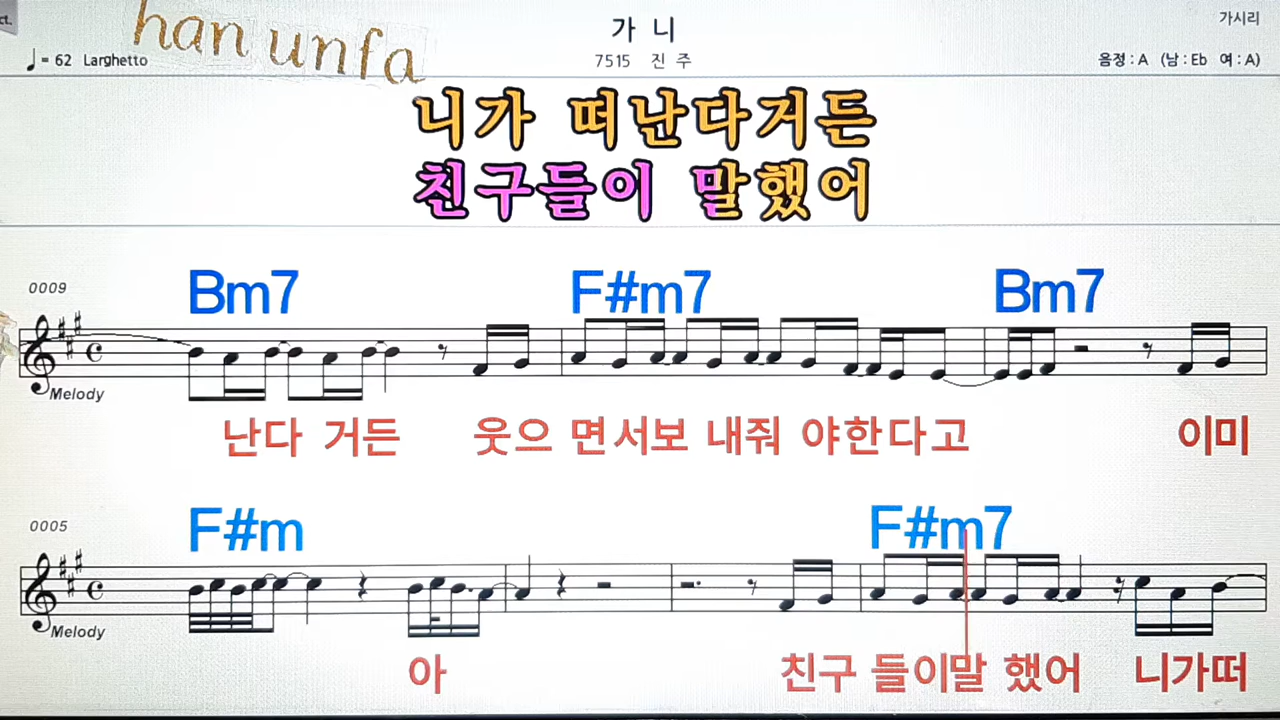 ct.
han unfa
가 니
가시리
♩= 62 Larghetto
7515 진 주
음정 : A (남 : Eb 여 : A)
니가 떠난다거든
친구들이 말했어
0009
Bm7 F#m7 Bm7
Melody
난다 거든 웃으 면서보 내줘 야한다고 이미
0005
F#m F#m7
Melody
아 친구 들이말 했어 니가떠